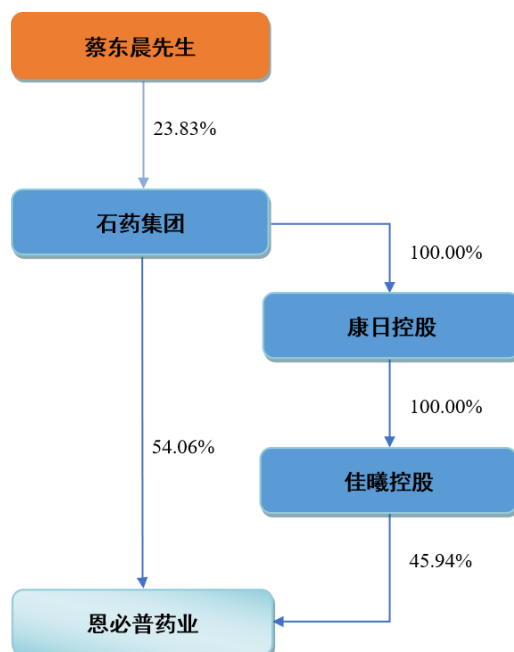 蔡东晨先生
23.83%
石药集团
100.00%
康日控股
100.00%
54.06%
佳曦控股
45.94%
恩必普药业